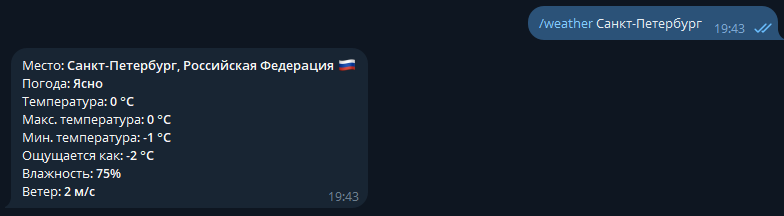 /weather Санкт-Петербург 19:43
Место: Санкт-Петербург, Российская Федерация 🇷🇺
Погода: Ясно
Температура: 0 °C
Макс. температура: 0 °C
Мин. температура: -1 °C
Ощущается как: -2 °C
Влажность: 75%
Ветер: 2 м/с
19:43